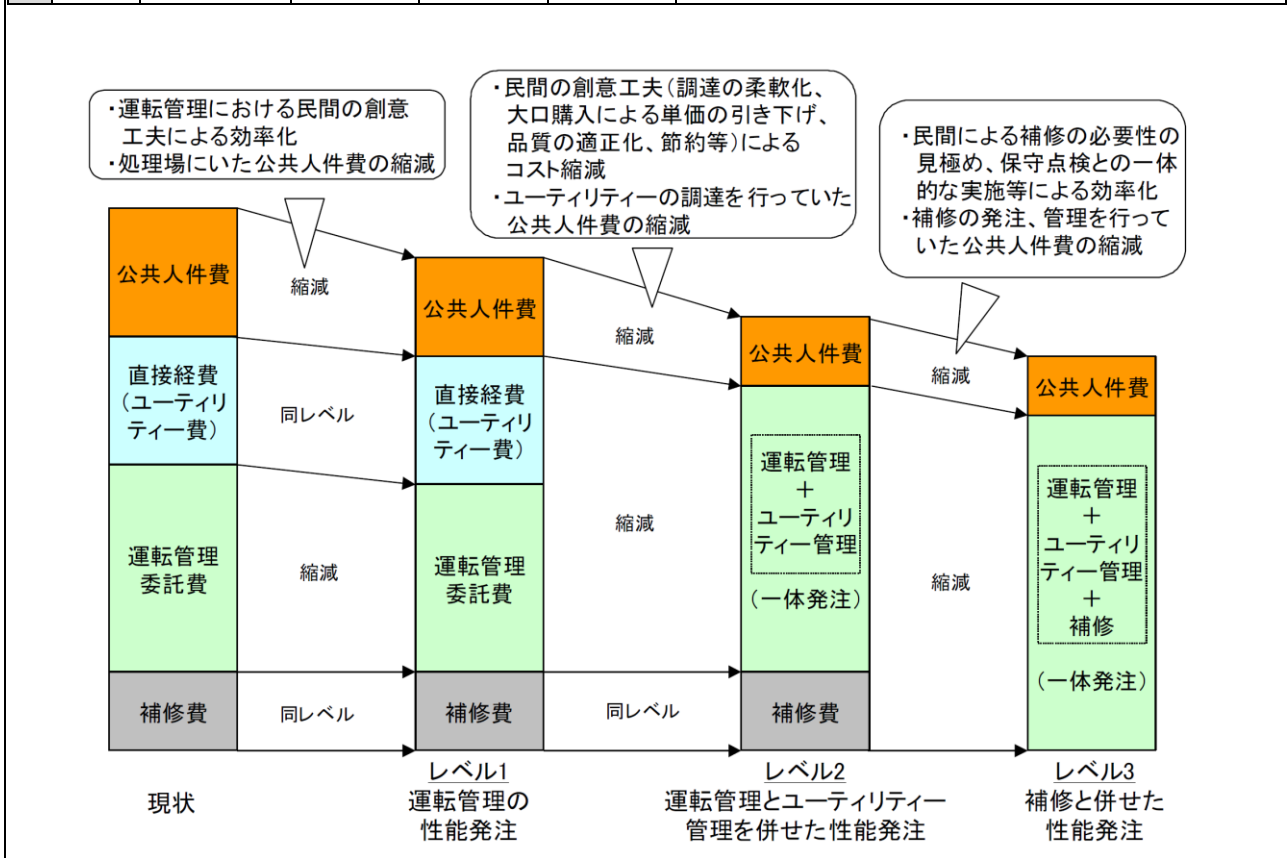 ・運転管理における民間の創意
工夫による効率化
・処理場にいた公共人件費の縮減
・民間の創意工夫（調達の柔軟化、
大口購入による単価の引き下げ、
品質の適正化、節約等）による
コスト縮減
・ユーティリティーの調達を行っていた
公共人件費の縮減
・民間による補修の必要性の
見極め、保守点検との一体
的な実施等による効率化
・補修の発注、管理を行って
いた公共人件費の縮減
公共人件費
直接経費
（ユーティリ
ティー費）
運転管理
委託費
補修費
現状
縮減
同レベル
縮減
同レベル
公共人件費
直接経費
（ユーティリ
ティー費）
運転管理
委託費
補修費
レベル1
運転管理の
性能発注
縮減
縮減
同レベル
公共人件費
運転管理
＋
ユーティリ
ティー管理
（一体発注）
補修費
レベル2
運転管理とユーティリティー
管理を併せた性能発注
縮減
縮減
公共人件費
運転管理
＋
ユーティリ
ティー管理
＋
補修
（一体発注）
レベル3
補修と併せた
性能発注